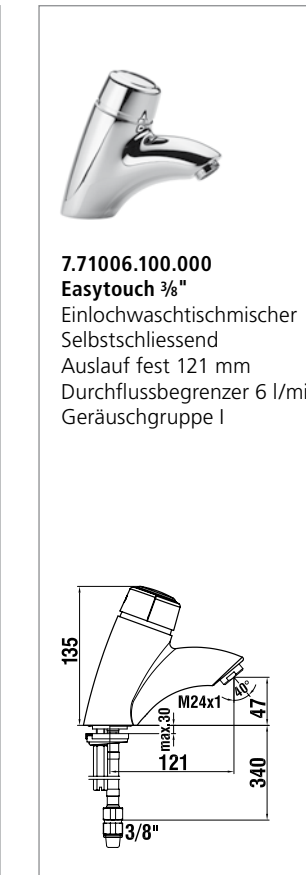 7.71006.100.000
Easytouch ⅜"
Einlochwaschtischmischer
Selbstschliessend
Auslauf fest 121 mm
Durchflussbegrenzer 6 l/mi
Geräuschgruppe I
135
40°
M24x1
47
max.30
121
340
3/8"